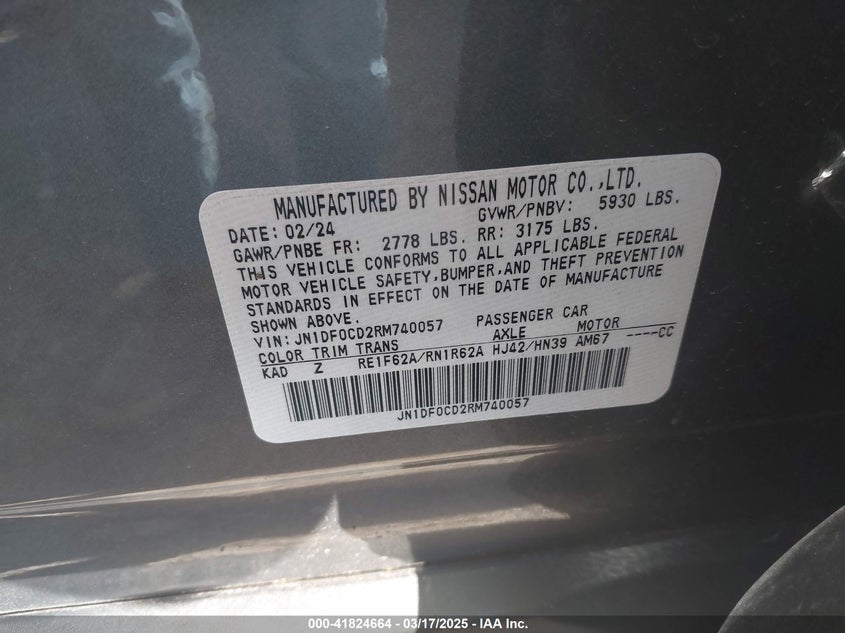 MANUFACTURED BY NISSAN MOTOR CO.,LTD.
DATE: 02/24 GVWR/PNBV: 5930 LBS.
GAWR/PNBE FR: 2778 LBS. RR: 3175 LBS.
THIS VEHICLE CONFORMS TO ALL APPLICABLE FEDERAL
MOTOR VEHICLE SAFETY,BUMPER,AND THEFT PREVENTION
STANDARDS IN EFFECT ON THE DATE OF MANUFACTURE
SHOWN ABOVE.
VIN: JN1DF0CD2RM740057 PASSENGER CAR
COLOR TRIM TRANS AXLE MOTOR
KAD Z RE1F62A/RN1R62A HJ42/HN39 AM67 ----CC
JN1DF0CD2RM740057
000-41824664 - 03/17/2025 - IAA Inc.